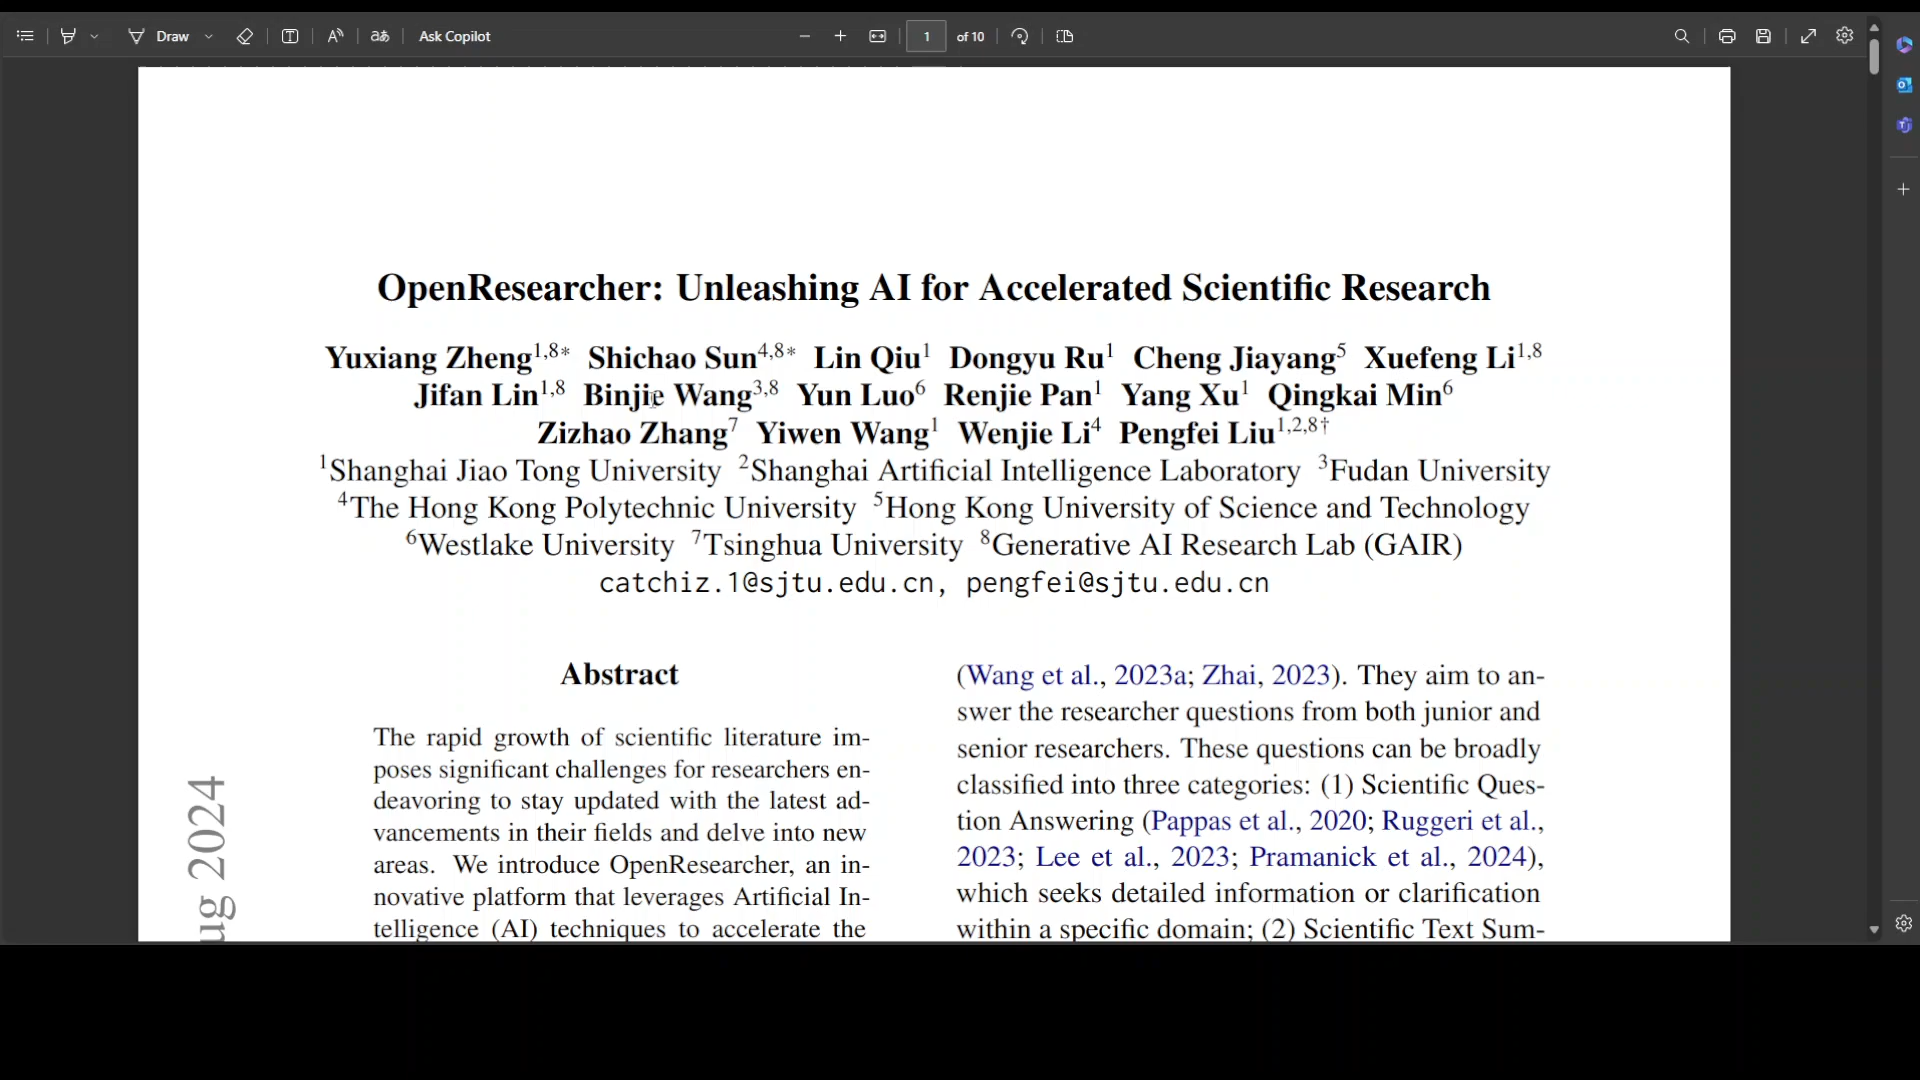 Draw
aあ
Ask Copilot
1 of 10
OpenResearcher: Unleashing AI for Accelerated Scientific Research
Yuxiang Zheng1,8* Shichao Sun4,8* Lin Qiu1 Dongyu Ru1 Cheng Jiayang5 Xuefeng Li1,8
Jifan Lin1,8 Binjie Wang3,8 Yun Luo6 Renjie Pan1 Yang Xu1 Qingkai Min6
Zizhao Zhang7 Yiwen Wang1 Wenjie Li4 Pengfei Liu1,2,8†
1Shanghai Jiao Tong University 2Shanghai Artificial Intelligence Laboratory 3Fudan University
4The Hong Kong Polytechnic University 5Hong Kong University of Science and Technology
6Westlake University 7Tsinghua University 8Generative AI Research Lab (GAIR)
catchiz.1@sjtu.edu.cn, pengfei@sjtu.edu.cn
Abstract
The rapid growth of scientific literature im-
poses significant challenges for researchers en-
deavoring to stay updated with the latest ad-
vancements in their fields and delve into new
areas. We introduce OpenResearcher, an in-
novative platform that leverages Artificial In-
telligence (AI) techniques to accelerate the
(Wang et al., 2023a; Zhai, 2023). They aim to an-
swer the researcher questions from both junior and
senior researchers. These questions can be broadly
classified into three categories: (1) Scientific Ques-
tion Answering (Pappas et al., 2020; Ruggeri et al.,
2023; Lee et al., 2023; Pramanick et al., 2024),
which seeks detailed information or clarification
within a specific domain; (2) Scientific Text Sum-
ug 2024